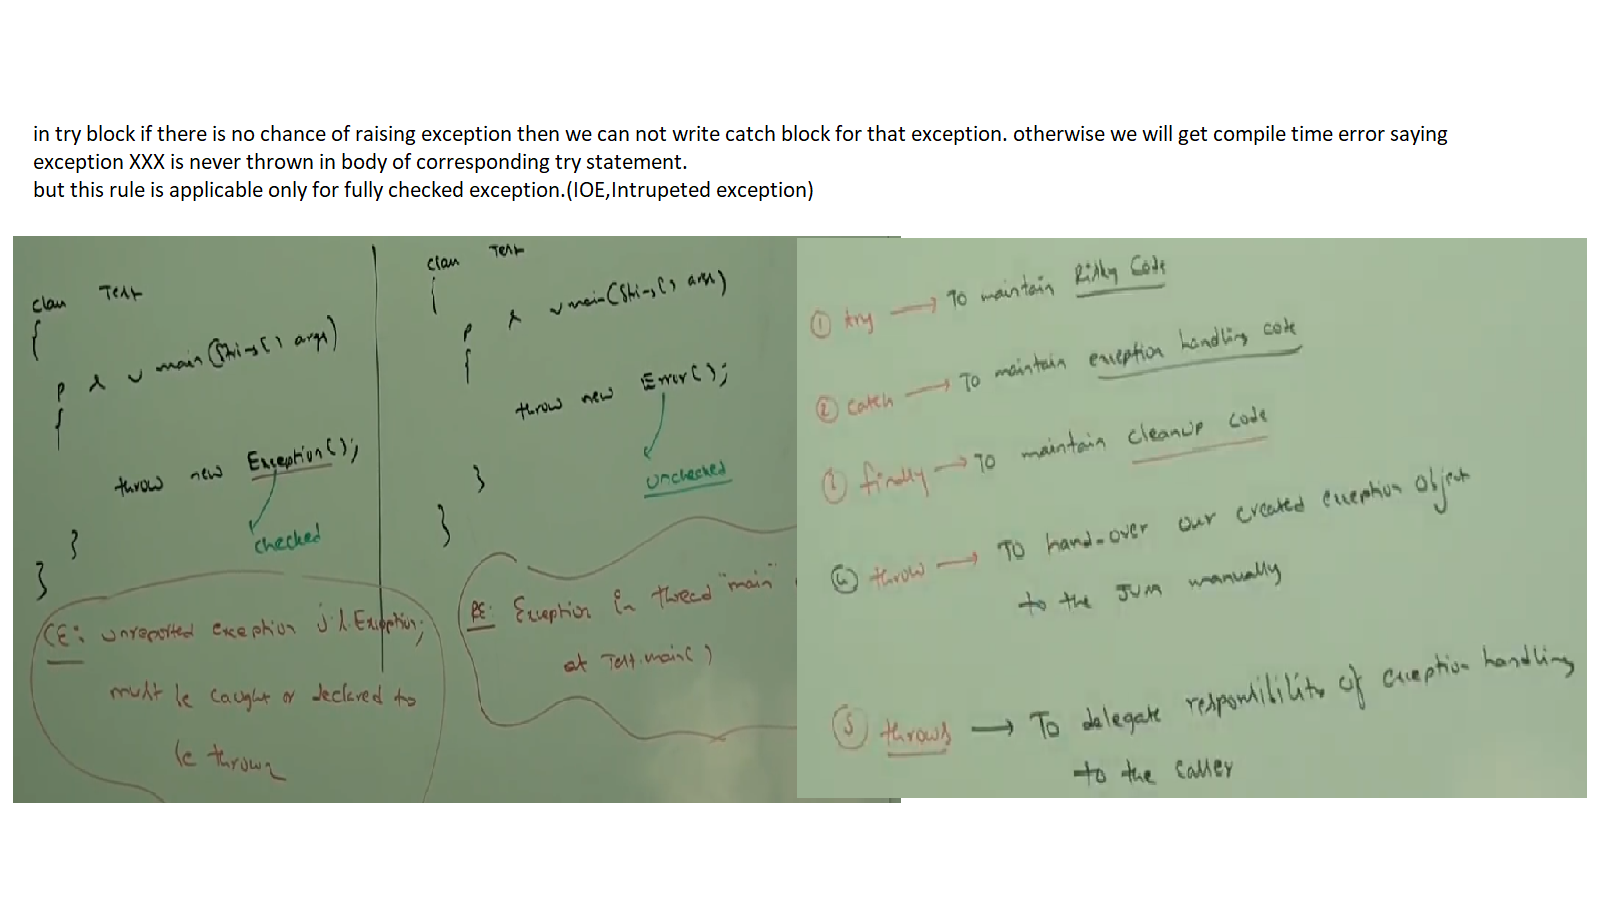 in try block if there is no chance of raising exception then we can not write catch block for that exception. otherwise we will get compile time error saying
exception XXX is never thrown in body of corresponding try statement.
but this rule is applicable only for fully checked exception.(IOE,Intrupeted exception)
class Test
{
p s v main(String[] args)
{
throw new Exception();
checked
}
}
CE: unreported exception j.l.Exception;
must be caught or declared to
be thrown
class Test
{
p s v main(String[] args)
{
throw new Error();
unchecked
}
}
RE: Exception in thread "main"
at Test.main()
① try → To maintain Risky Code
② catch → To maintain exception handling code
③ finally → To maintain cleanup code
④ throw → To hand-over our created exception object
to the JVM manually
⑤ throws → To delegate responsibility of exception handling
to the caller